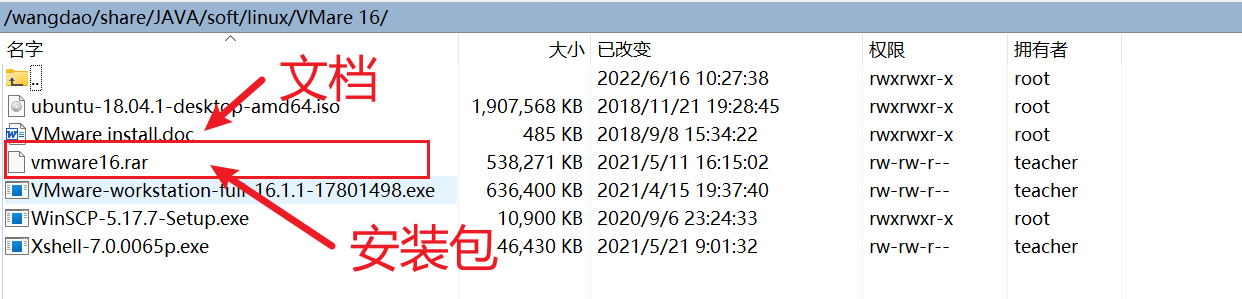 /wangdao/share/JAVA/soft/linux/VMare 16/
名字 大小 已改变 权限 拥有者
.. 2022/6/16 10:27:38 rwxrwxr-x root
文档
ubuntu-18.04.1-desktop-amd64.iso 1,907,568 KB 2018/11/21 19:28:45 rwxrwxr-x root
VMware install.doc 485 KB 2018/9/8 15:34:22 rwxrwxr-x root
vmware16.rar 538,271 KB 2021/5/11 16:15:02 rw-rw-r-- teacher
VMware-workstation-full-16.1.1-17801498.exe 636,400 KB 2021/4/15 19:37:40 rw-rw-r-- teacher
WinSCP-5.17.7-Setup.exe 10,900 KB 2020/9/6 23:24:33 rwxrwxr-x root
安装包
Xshell-7.0.0065p.exe 46,430 KB 2021/5/21 9:01:32 rw-rw-r-- teacher